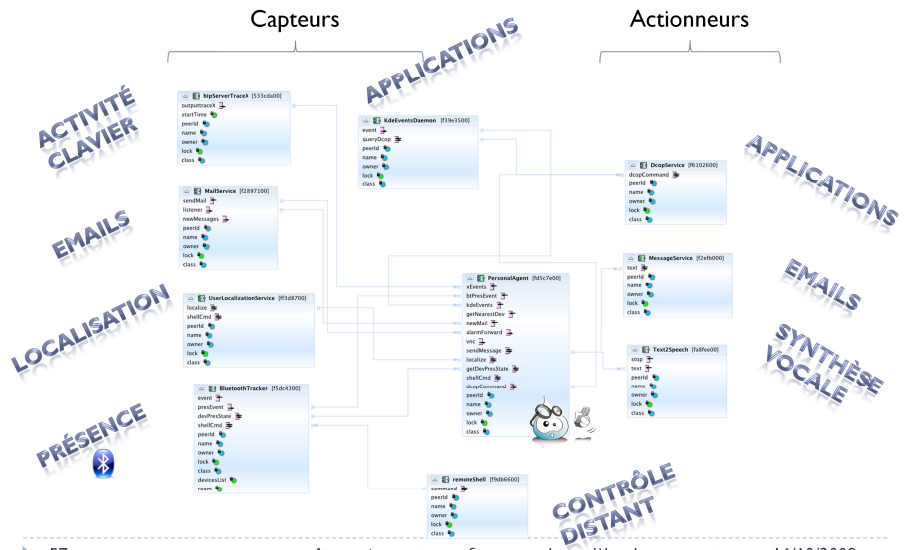 Capteurs
Actionneurs
APPLICATIONS
ACTIVITÉ
CLAVIER
bipServerTraceX [533cda00]
outputtraceX
startTime
peerId
name
owner
lock
class
KdeEventsDaemon [f39e3500]
event
queryDcop
peerId
name
owner
lock
class
APPLICATIONS
DcopService [f6102600]
dcopCommand
peerId
name
owner
lock
class
EMAILS
MailService [f2897100]
sendMail
listener
newMessages
peerId
name
owner
lock
class
MessageService [f2efb000]
text
peerId
name
owner
lock
class
EMAILS
LOCALISATION
UserLocalizationService [ff3d8700]
localize
shellCmd
peerId
name
owner
lock
class
PersonalAgent [fd5c7e00]
xEvents
btPresEvent
kdeEvents
getNearestDev
newMail
alarmForward
vnc
sendMessage
localize
getDevPresState
shellCmd
dcopCommand
peerId
name
owner
lock
class
Text2Speech [fa8fee00]
stop
text
peerId
name
owner
lock
class
SYNTHÈSE
VOCALE
PRÉSENCE
BluetoothTracker [f5dc4300]
event
presEvent
devPresState
shellCmd
peerId
name
owner
lock
class
devicesList
remoteShell [f9db6600]
command
peerId
name
owner
lock
class
CONTRÔLE
DISTANT